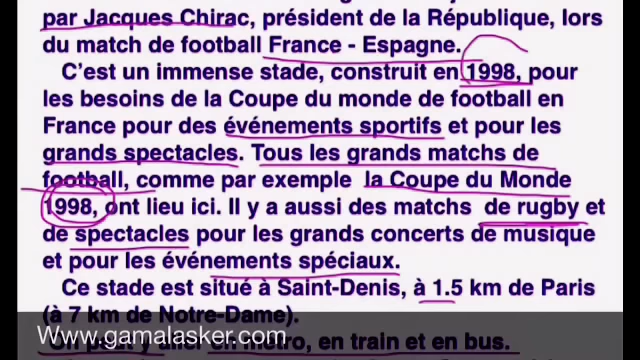 par Jacques Chirac, président de la République, lors
du match de football France - Espagne.
C'est un immense stade, construit en 1998, pour
les besoins de la Coupe du monde de football en
France pour des événements sportifs et pour les
grands spectacles. Tous les grands matchs de
football, comme par exemple la Coupe du Monde
1998, ont lieu ici. Il y a aussi des matchs de rugby et
de spectacles pour les grands concerts de musique
et pour les événements spéciaux.
Ce stade est situé à Saint-Denis, à 1.5 km de Paris
(à 7 km de Notre-Dame).
Www.gamalasker.com
On peut y aller en métro, en train et en bus.